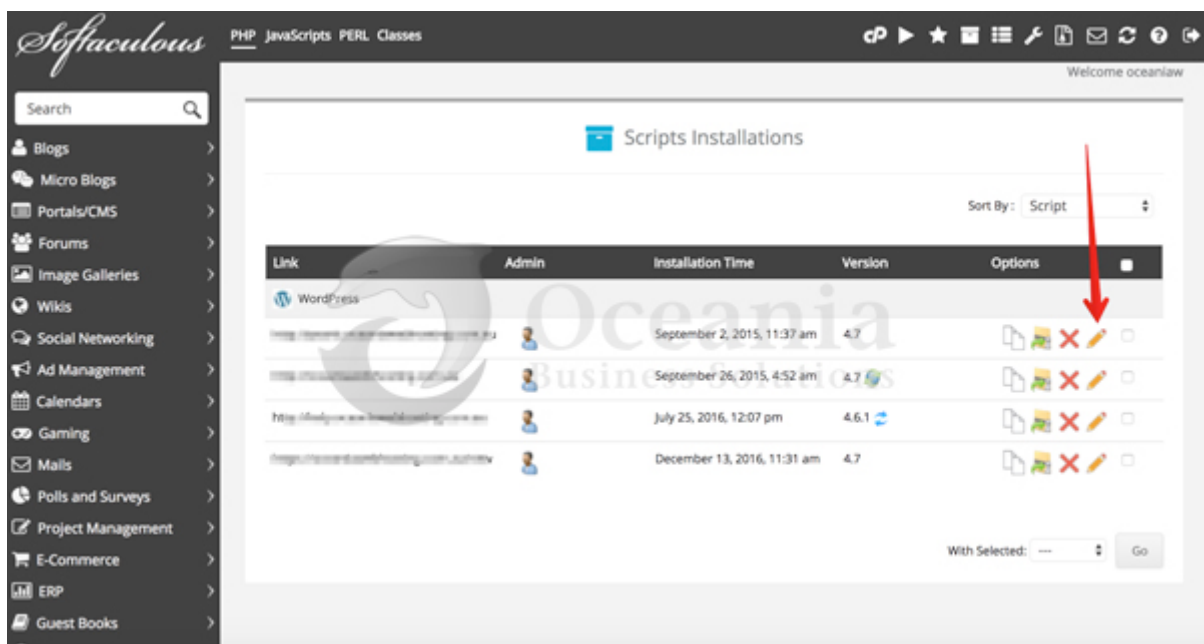 Softaculous
PHP JavaScripts PERL Classes
cP
Welcome oceaniaw
Search
Blogs
Micro Blogs
Portals/CMS
Forums
Image Galleries
Wikis
Social Networking
Ad Management
Calendars
Gaming
Mails
Polls and Surveys
Project Management
E-Commerce
ERP
Guest Books
Scripts Installations
Sort By : Script
Link Admin Installation Time Version Options
WordPress
September 2, 2015, 11:37 am 4.7
September 26, 2015, 4:52 am 4.7
July 25, 2016, 12:07 pm 4.6.1
December 13, 2016, 11:31 am 4.7
With Selected: ---- Go
Oceania
Business Solutions